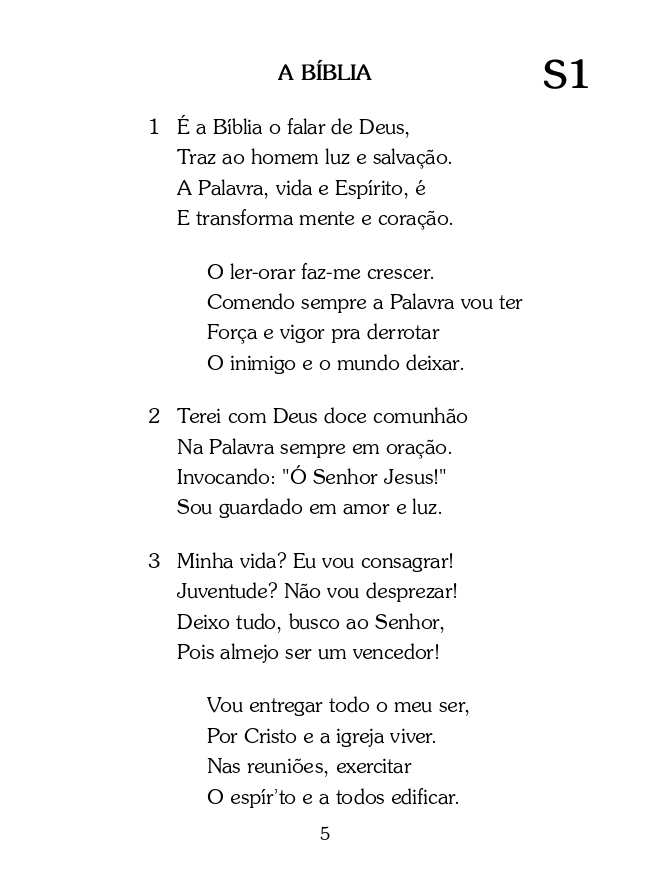 A BÍBLIA
S1
1 É a Bíblia o falar de Deus,
Traz ao homem luz e salvação.
A Palavra, vida e Espírito, é
E transforma mente e coração.
O ler-orar faz-me crescer.
Comendo sempre a Palavra vou ter
Força e vigor pra derrotar
O inimigo e o mundo deixar.
2 Terei com Deus doce comunhão
Na Palavra sempre em oração.
Invocando: "Ó Senhor Jesus!"
Sou guardado em amor e luz.
3 Minha vida? Eu vou consagrar!
Juventude? Não vou desprezar!
Deixo tudo, busco ao Senhor,
Pois almejo ser um vencedor!
Vou entregar todo o meu ser,
Por Cristo e a igreja viver.
Nas reuniões, exercitar
O espír'to e a todos edificar.
5